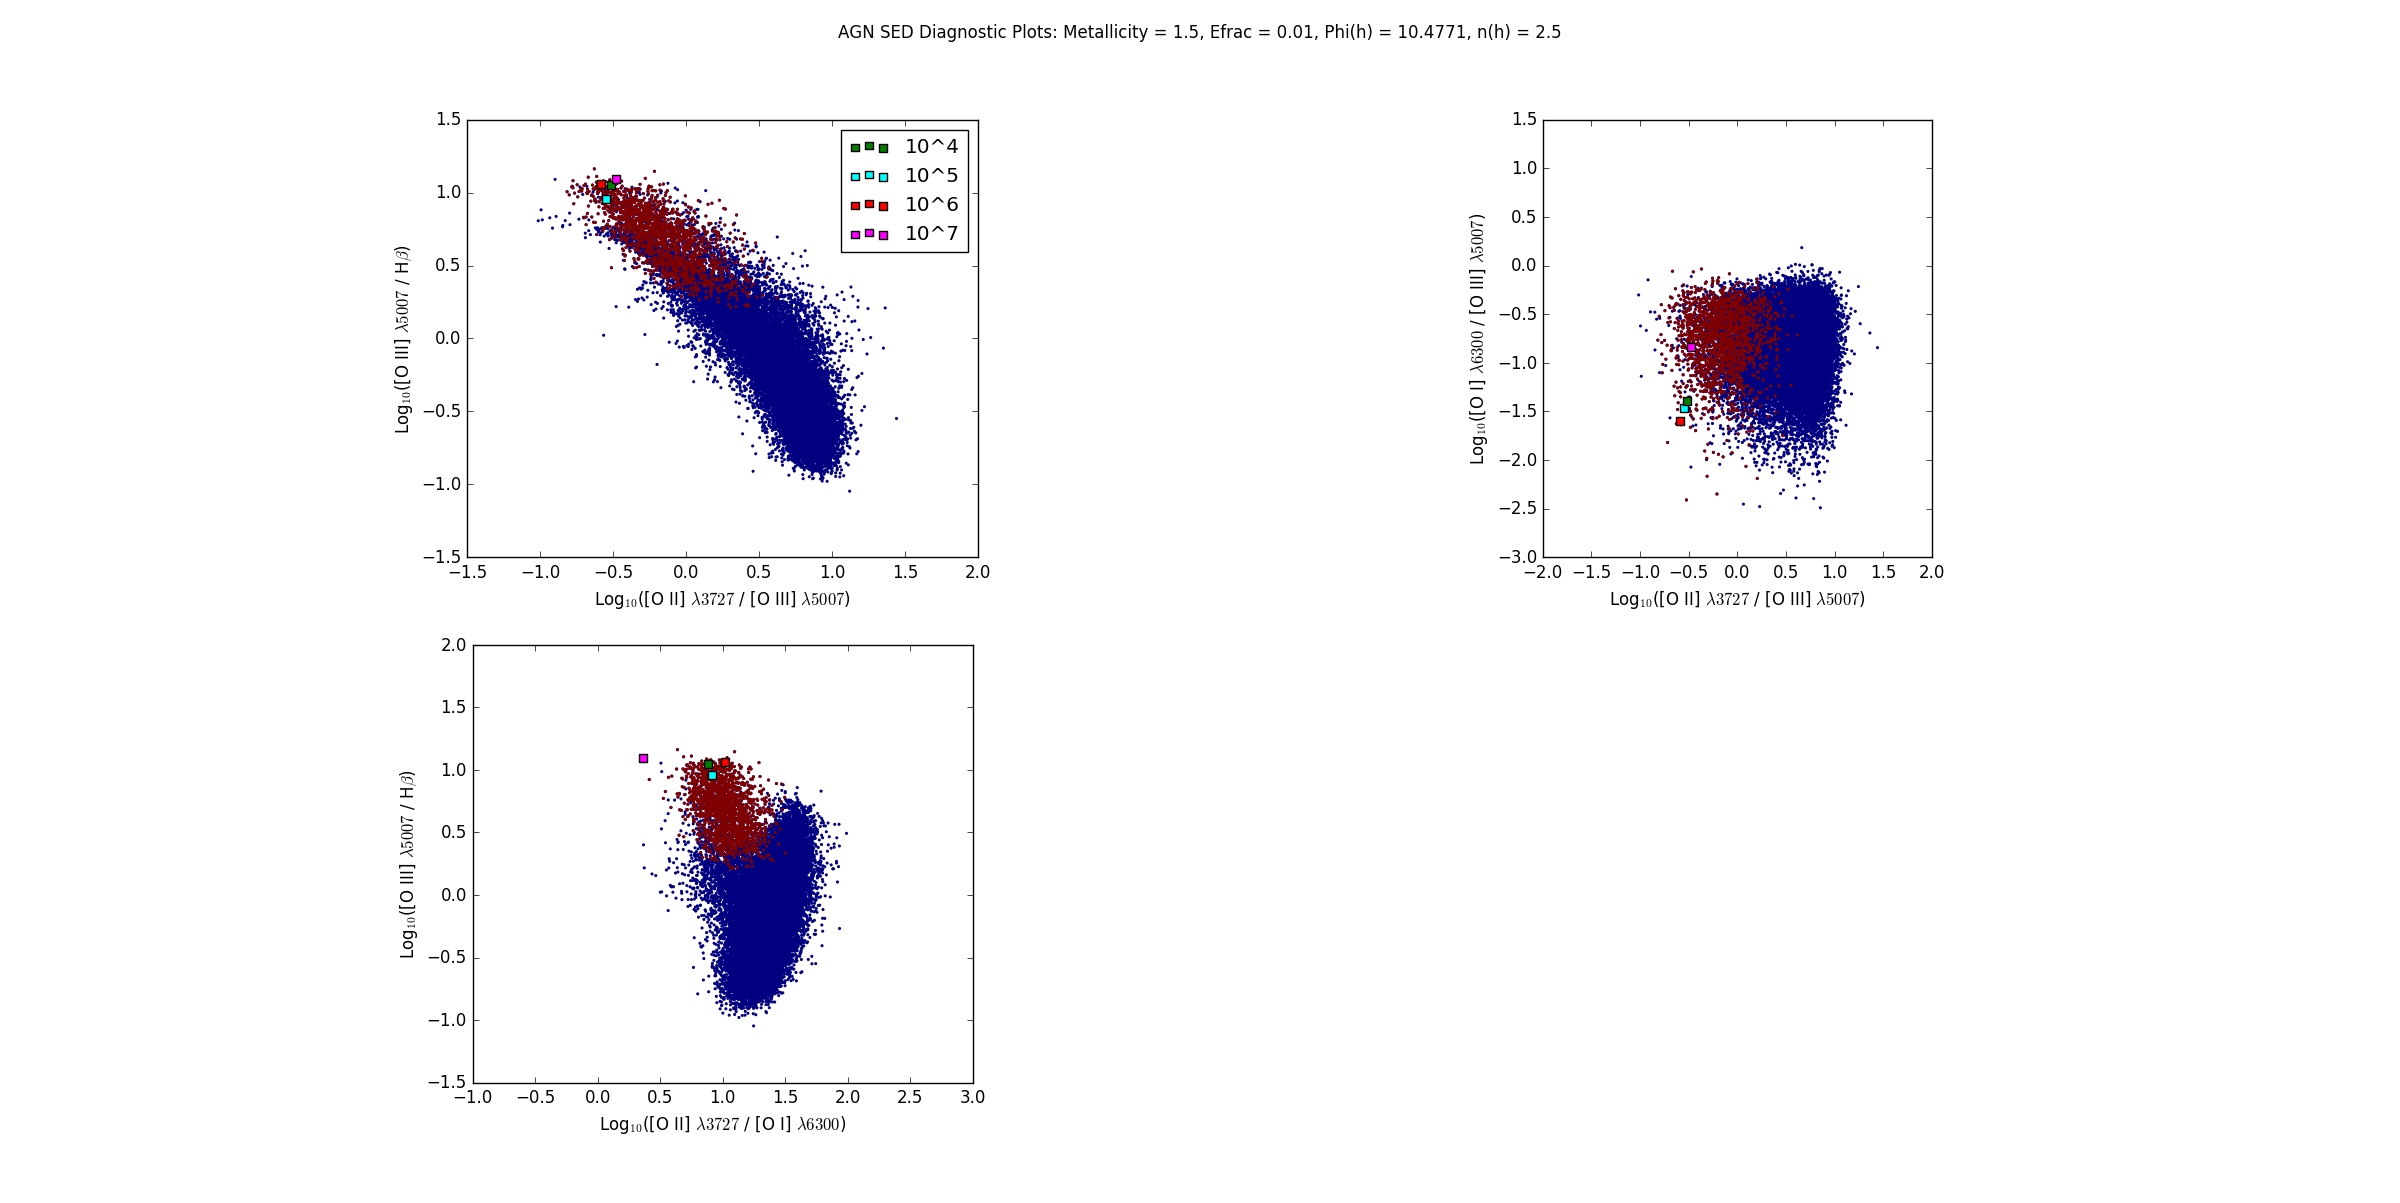 AGN SED Diagnostic Plots: Metallicity = 1.5, Efrac = 0.01, Phi(h) = 10.4771, n(h) = 2.5
1.5
1.0
0.5
0.0
−0.5
−1.0
−1.5
Log₁₀([O III] λ5007 / Hβ)
−1.5 −1.0 −0.5 0.0 0.5 1.0 1.5 2.0
Log₁₀([O II] λ3727 / [O III] λ5007)
10^4
10^5
10^6
10^7
1.5
1.0
0.5
0.0
−0.5
−1.0
−1.5
−2.0
−2.5
−3.0
Log₁₀([O I] λ6300 / [O III] λ5007)
−2.0 −1.5 −1.0 −0.5 0.0 0.5 1.0 1.5 2.0
Log₁₀([O II] λ3727 / [O III] λ5007)
2.0
1.5
1.0
0.5
0.0
−0.5
−1.0
−1.5
Log₁₀([O III] λ5007 / Hβ)
−1.0 −0.5 0.0 0.5 1.0 1.5 2.0 2.5 3.0
Log₁₀([O II] λ3727 / [O I] λ6300)